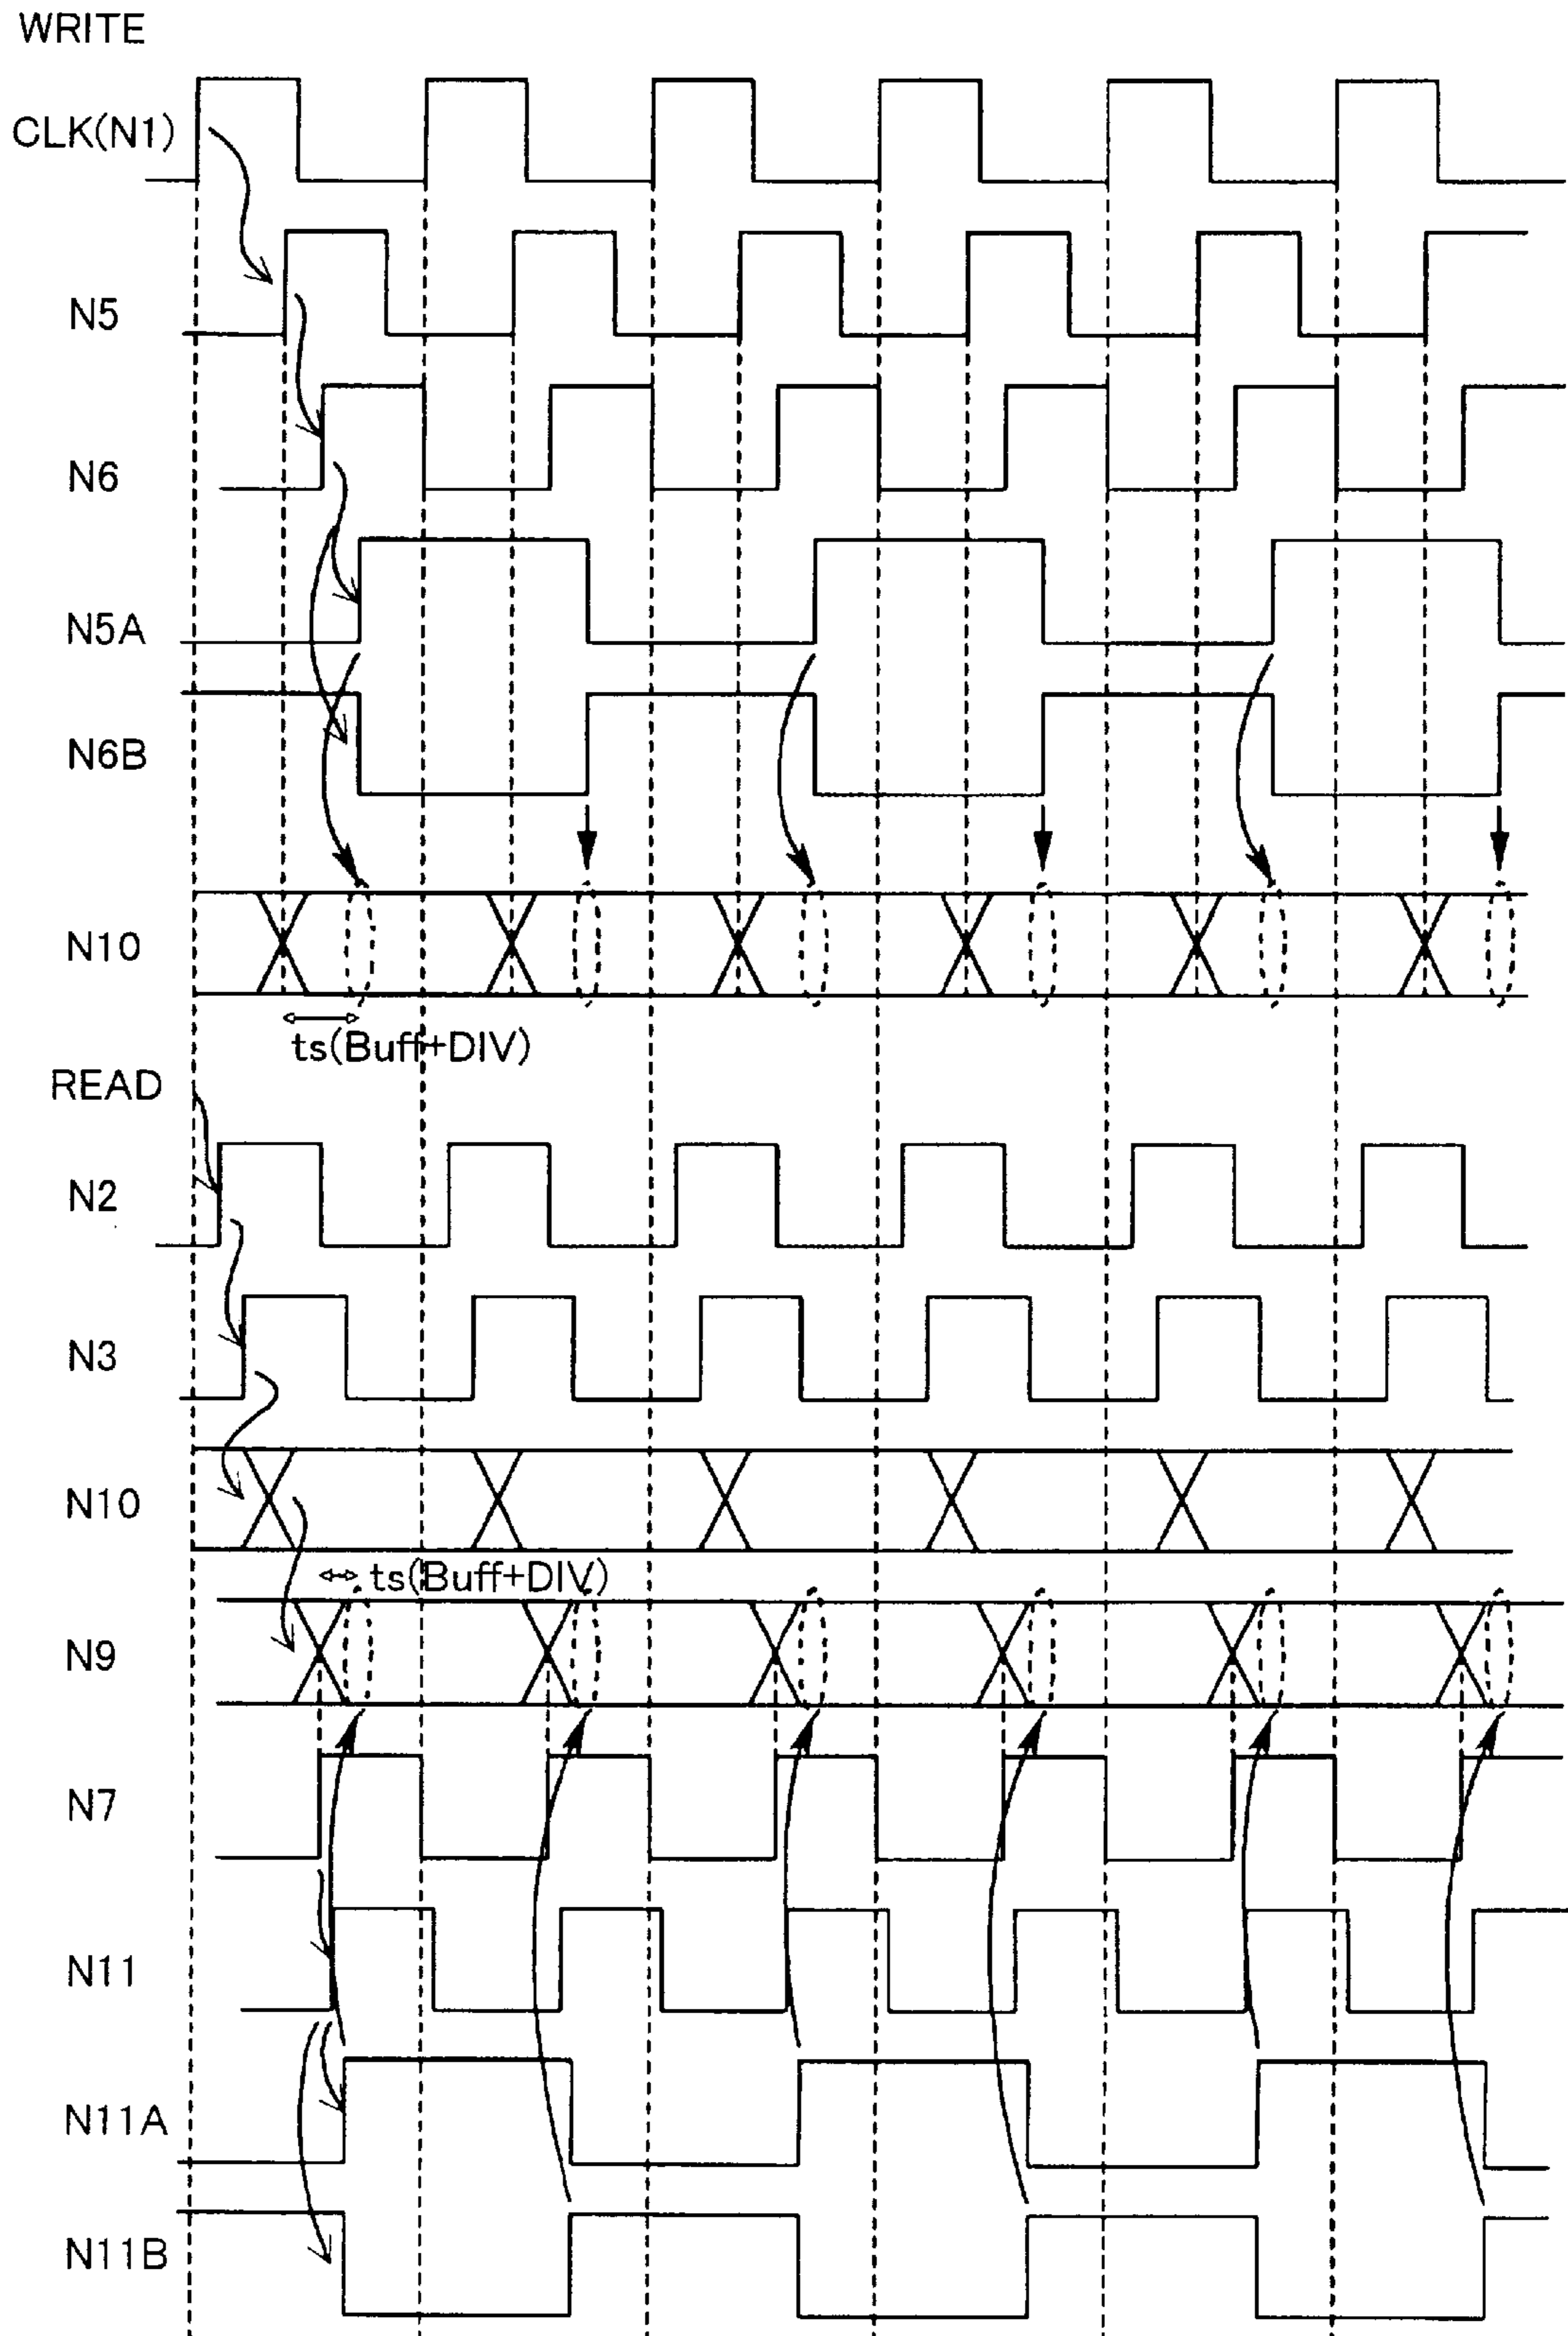 WRITE
CLK(N1)
N5
N6
N5A
N6B
N10
ts(Buff+DIV)
READ
N2
N3
N10
ts(Buff+DIV)
N9
N7
N11
N11A
N11B